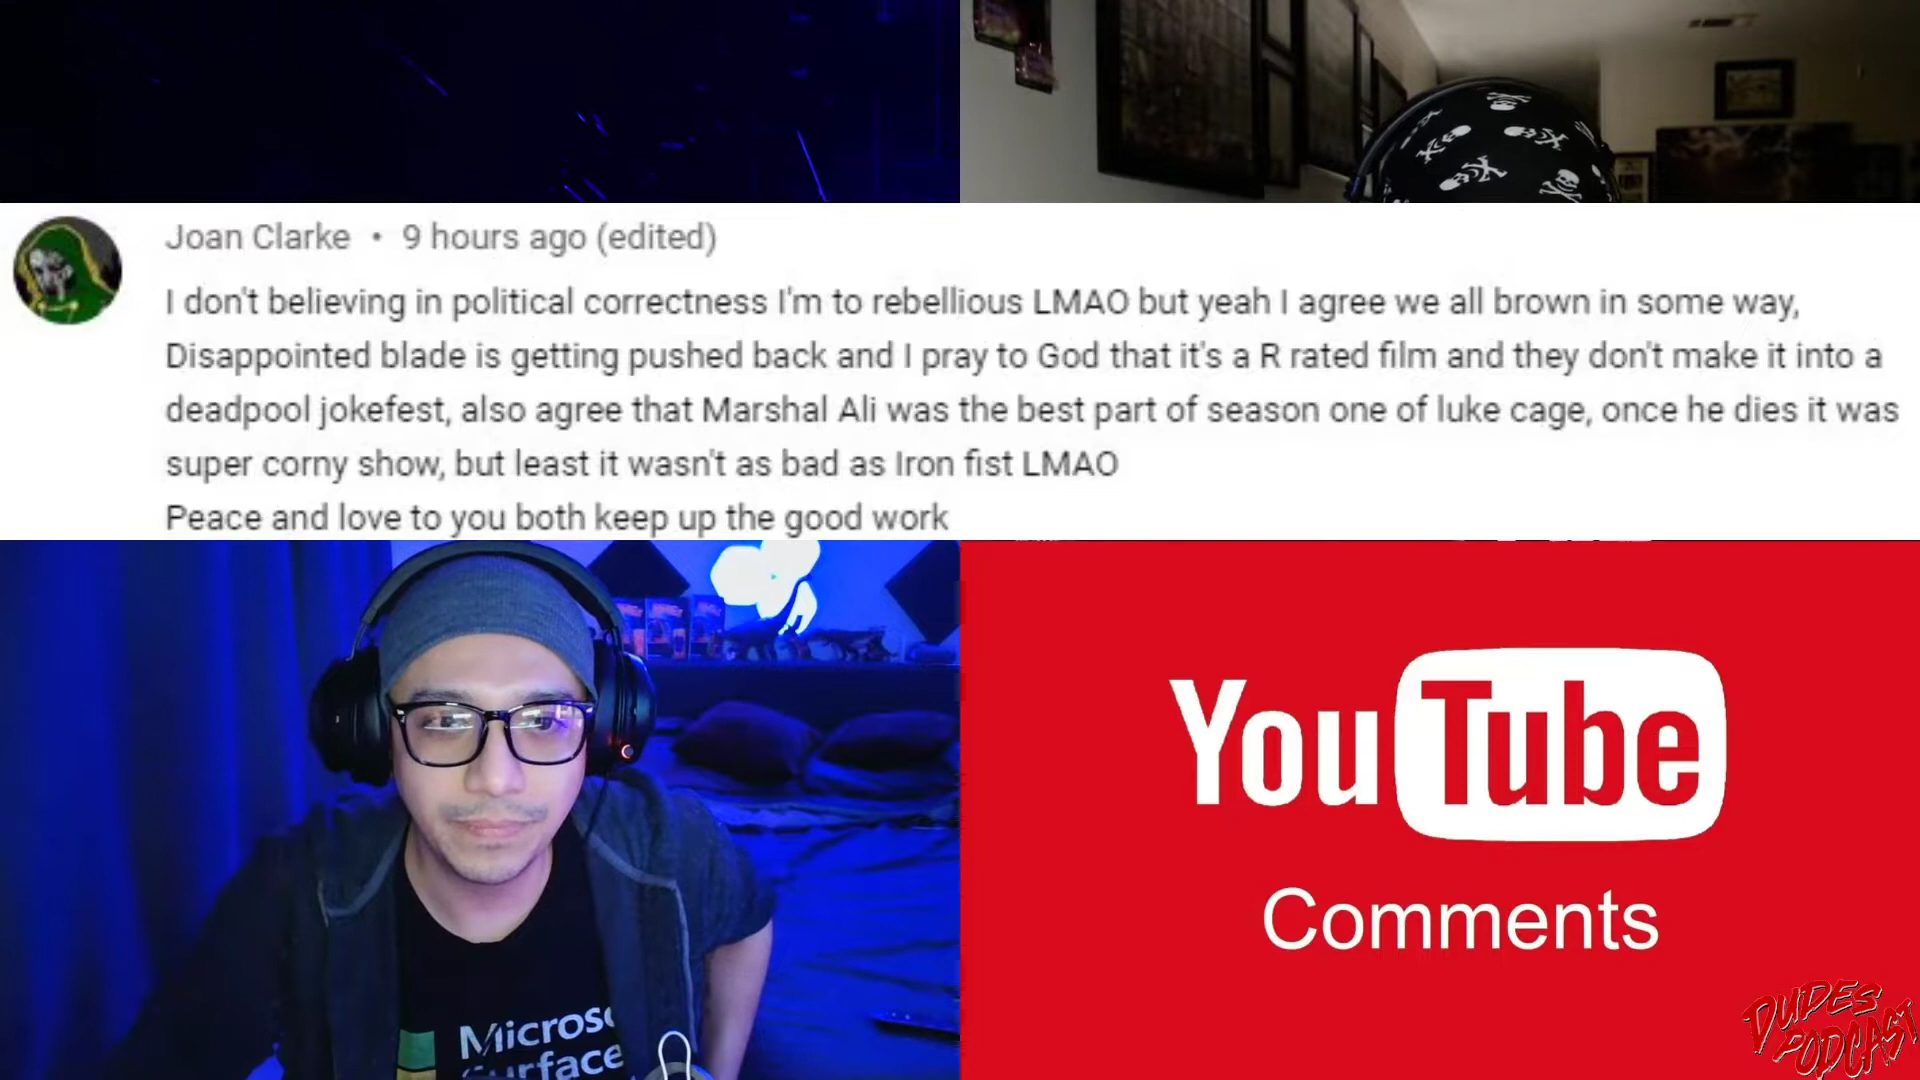 Joan Clarke • 9 hours ago (edited)
I don't believing in political correctness I'm to rebellious LMAO but yeah I agree we all brown in some way,
Disappointed blade is getting pushed back and I pray to God that it's a R rated film and they don't make it into a
deadpool jokefest, also agree that Marshal Ali was the best part of season one of luke cage, once he dies it was
super corny show, but least it wasn't as bad as Iron fist LMAO
Peace and love to you both keep up the good work
YouTube
Comments
Microso
urface
DUDES
PODCAST